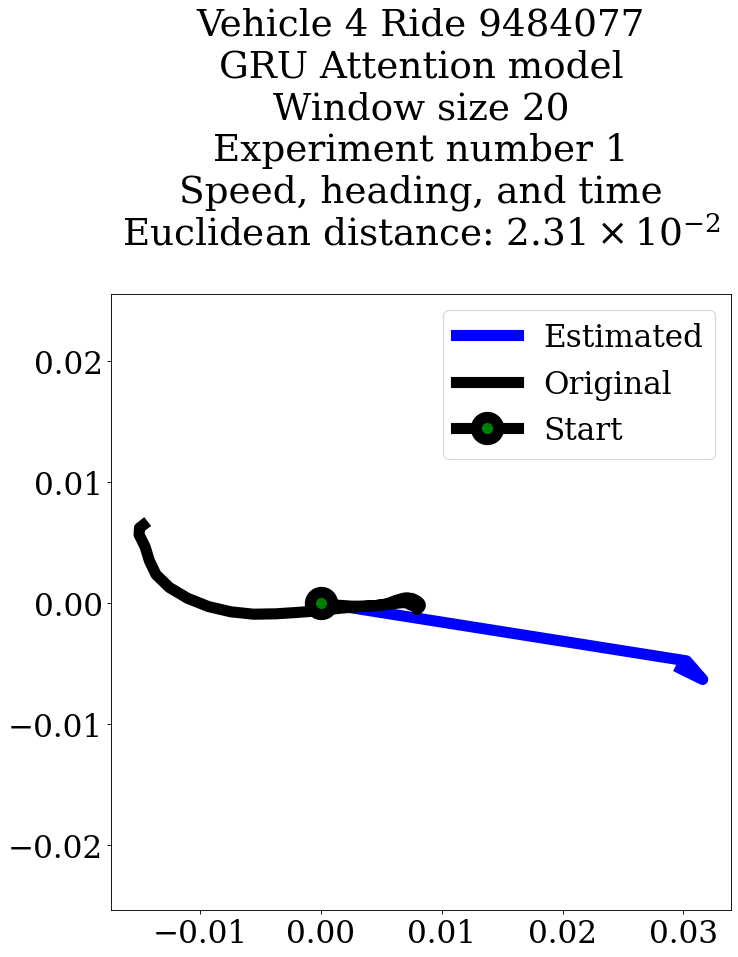 Vehicle 4 Ride 9484077
GRU Attention model
Window size 20
Experiment number 1
Speed, heading, and time
Euclidean distance: 2.31 × 10⁻²
Estimated
Original
Start
0.02
0.01
0.00
−0.01
−0.02
−0.01 0.00 0.01 0.02 0.03